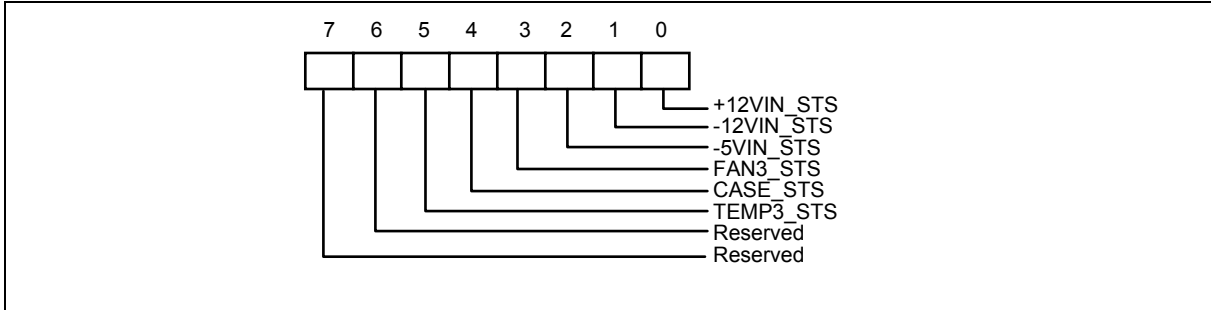 7 6 5 4 3 2 1 0
+12VIN_STS
-12VIN_STS
-5VIN_STS
FAN3_STS
CASE_STS
TEMP3_STS
Reserved
Reserved